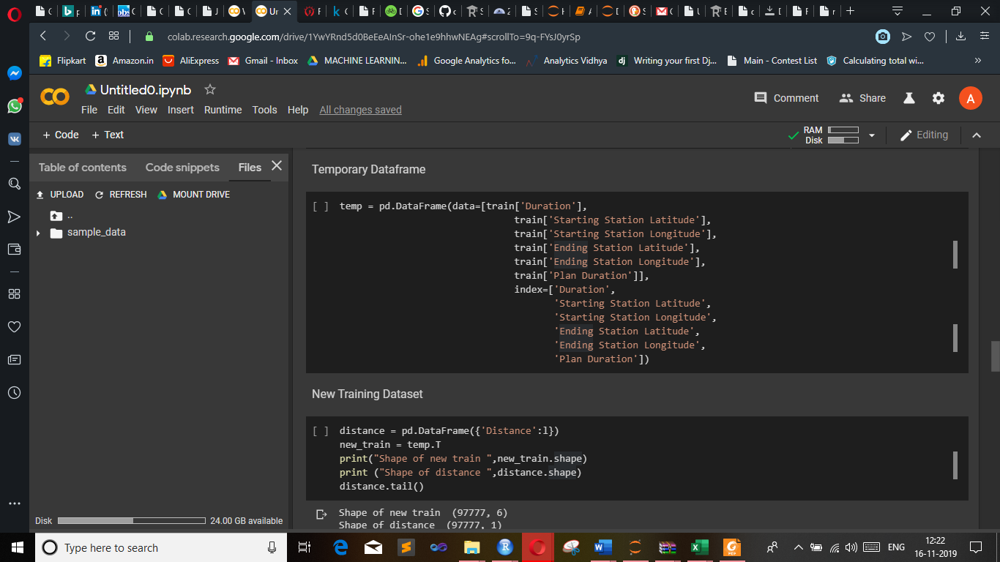 Ur
colab.research.google.com/drive/1YwYRnd5d0BeEeAInSr-ohe1e9hhwNEAg#scrollTo=9q-FYsJ0yrSp
Flipkart Amazon.in AliExpress Gmail - Inbox MACHINE LEARNIN... Google Analytics fo... Analytics Vidhya Writing your first Dj... Main - Contest List Calculating total wi... »
Untitled0.ipynb
File Edit View Insert Runtime Tools Help All changes saved
Comment Share A
+ Code + Text
RAM
Disk
Editing
Table of contents Code snippets Files
UPLOAD REFRESH MOUNT DRIVE
..
sample_data
Temporary Dataframe
[ ] temp = pd.DataFrame(data=[train['Duration'],
train['Starting Station Latitude'],
train['Starting Station Longitude'],
train['Ending Station Latitude'],
train['Ending Station Longitude'],
train['Plan Duration']],
index=['Duration',
'Starting Station Latitude',
'Starting Station Longitude',
'Ending Station Latitude',
'Ending Station Longitude',
'Plan Duration'])
New Training Dataset
[ ] distance = pd.DataFrame({'Distance':l})
new_train = temp.T
print("Shape of new train ",new_train.shape)
print ("Shape of distance ",distance.shape)
distance.tail()
Shape of new train  (97777, 6)
Shape of distance  (97777, 1)
Disk 24.00 GB available
Type here to search
ENG
12:22
16-11-2019